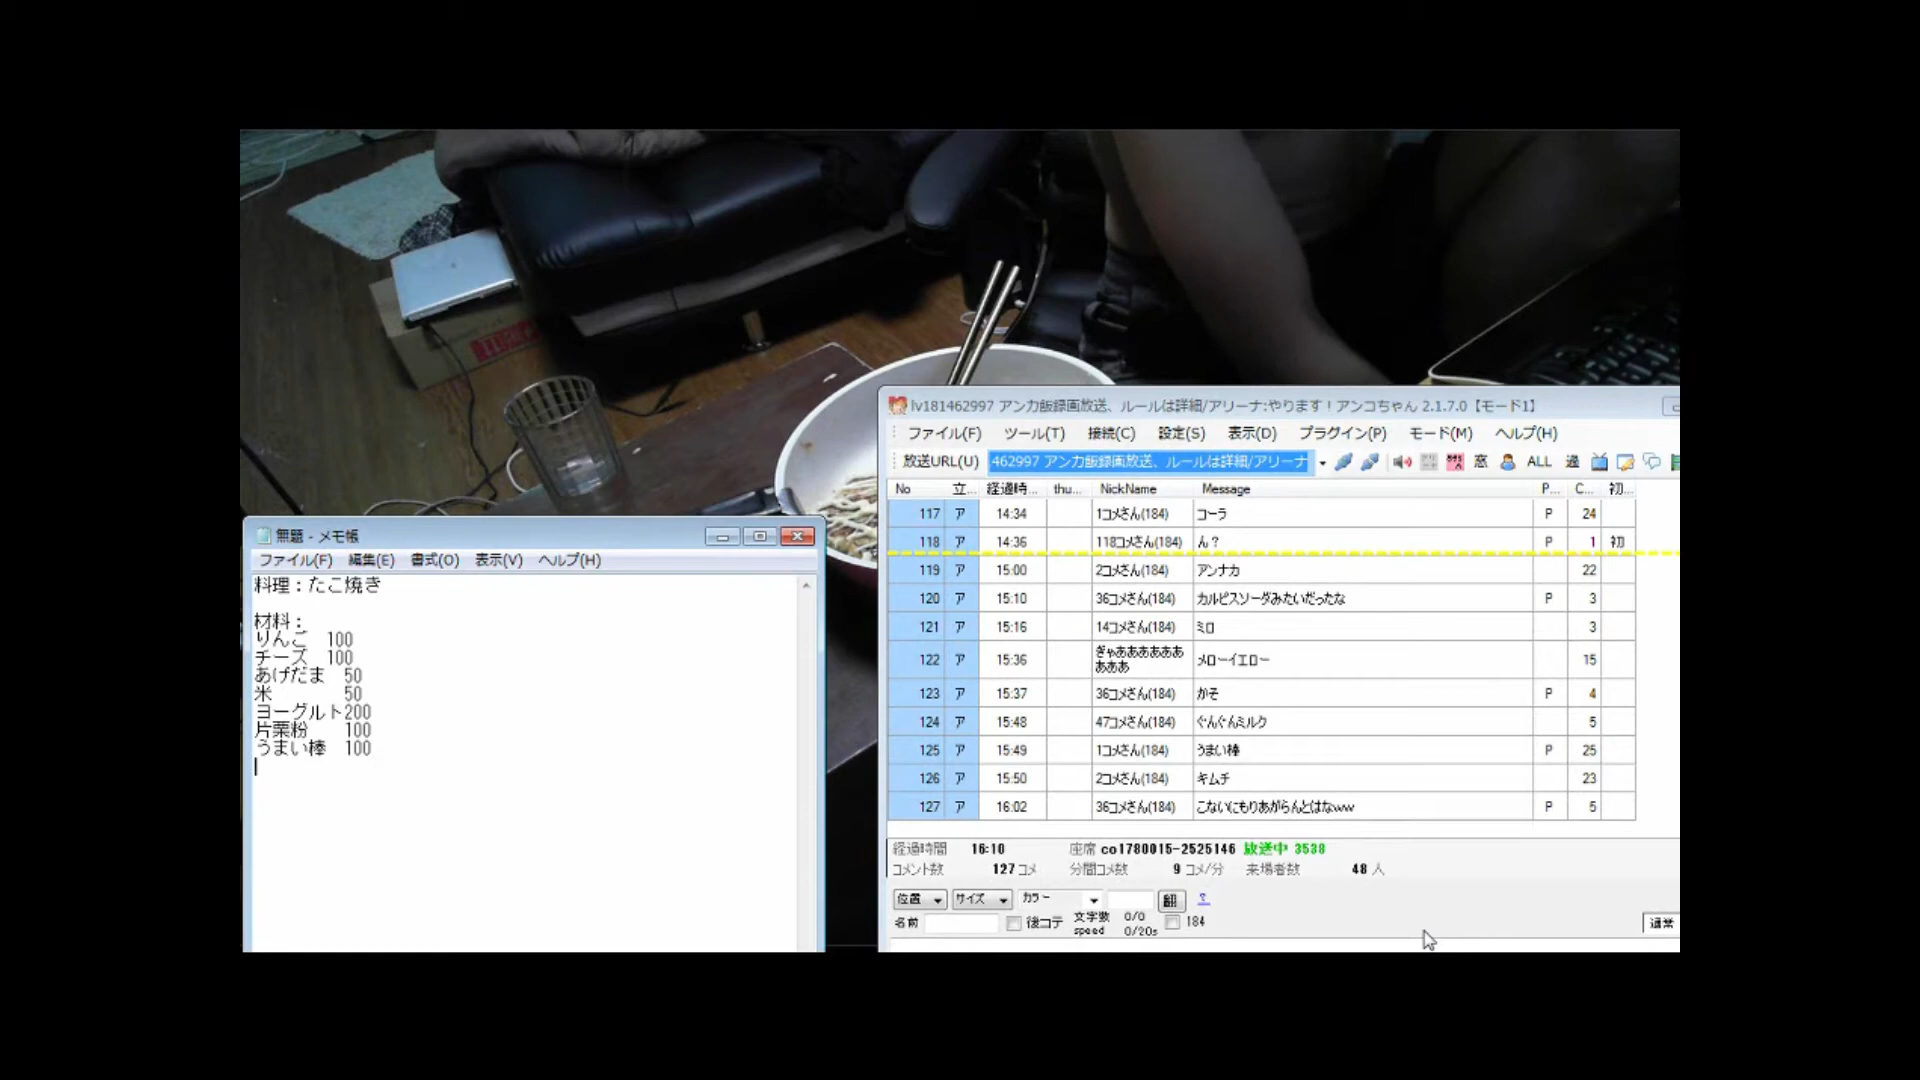 無題 - メモ帳
ファイル(F) 編集(E) 書式(O) 表示(V) ヘルプ(H)
料理：たこ焼き
材料：
りんご 100
チーズ 100
あげだま 50
米 50
ヨーグルト200
片栗粉 100
うまい棒 100
lv181462997 アンカ飯録画放送、ルールは詳細/アリーナ:やります！アンコちゃん 2.1.7.0【モード1】
ファイル(F) ツール(T) 接続(C) 設定(S) 表示(D) プラグイン(P) モード(M) ヘルプ(H)
放送URL(U) 462997 アンカ飯録画放送、ルールは詳細/アリーナ 窓 ALL 過
No 立... 経過時... thu... NickName Message P... C... 初...
117 ア 14:34 1コメさん(184) コーラ P 24
118 ア 14:36 118コメさん(184) ん？ P 1 初
119 ア 15:00 2コメさん(184) アンナカ 22
120 ア 15:10 36コメさん(184) カルピスソーダみたいだったな P 3
121 ア 15:16 14コメさん(184) ミロ 3
122 ア 15:36 ぎゃあああああああああ メローイエロー 15
123 ア 15:37 36コメさん(184) かそ P 4
124 ア 15:48 47コメさん(184) ぐんぐんミルク 5
125 ア 15:49 1コメさん(184) うまい棒 P 25
126 ア 15:50 2コメさん(184) キムチ 23
127 ア 16:02 36コメさん(184) こないにもりあがらんとはなww P 5
経過時間 16:10 座席 co1780015-2525146 放送中 3538
コメント数 127コメ 分間コメ数 9 コメ/分 来場者数 48 人
位置 サイズ カラー 翻
名前 後コテ 文字数 0/0 184 通常
speed 0/20s